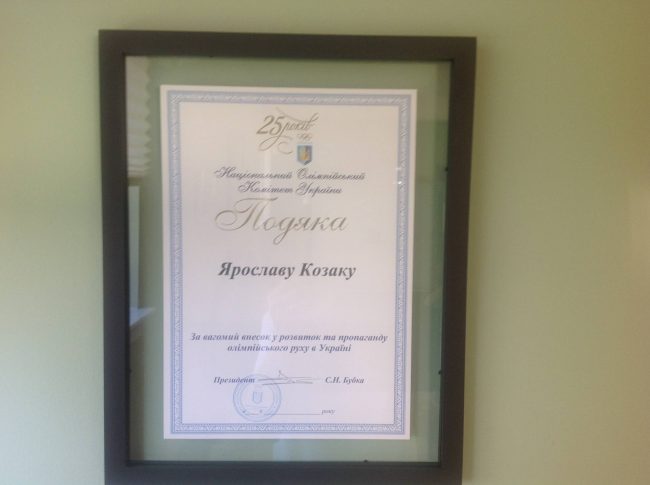 25 років
Національний Олімпійський
Комітет України
Подяка
Ярославу Козаку
За вагомий внесок у розвиток та пропаганду
олімпійського руху в Україні
Президент С.Н. Бубка
року